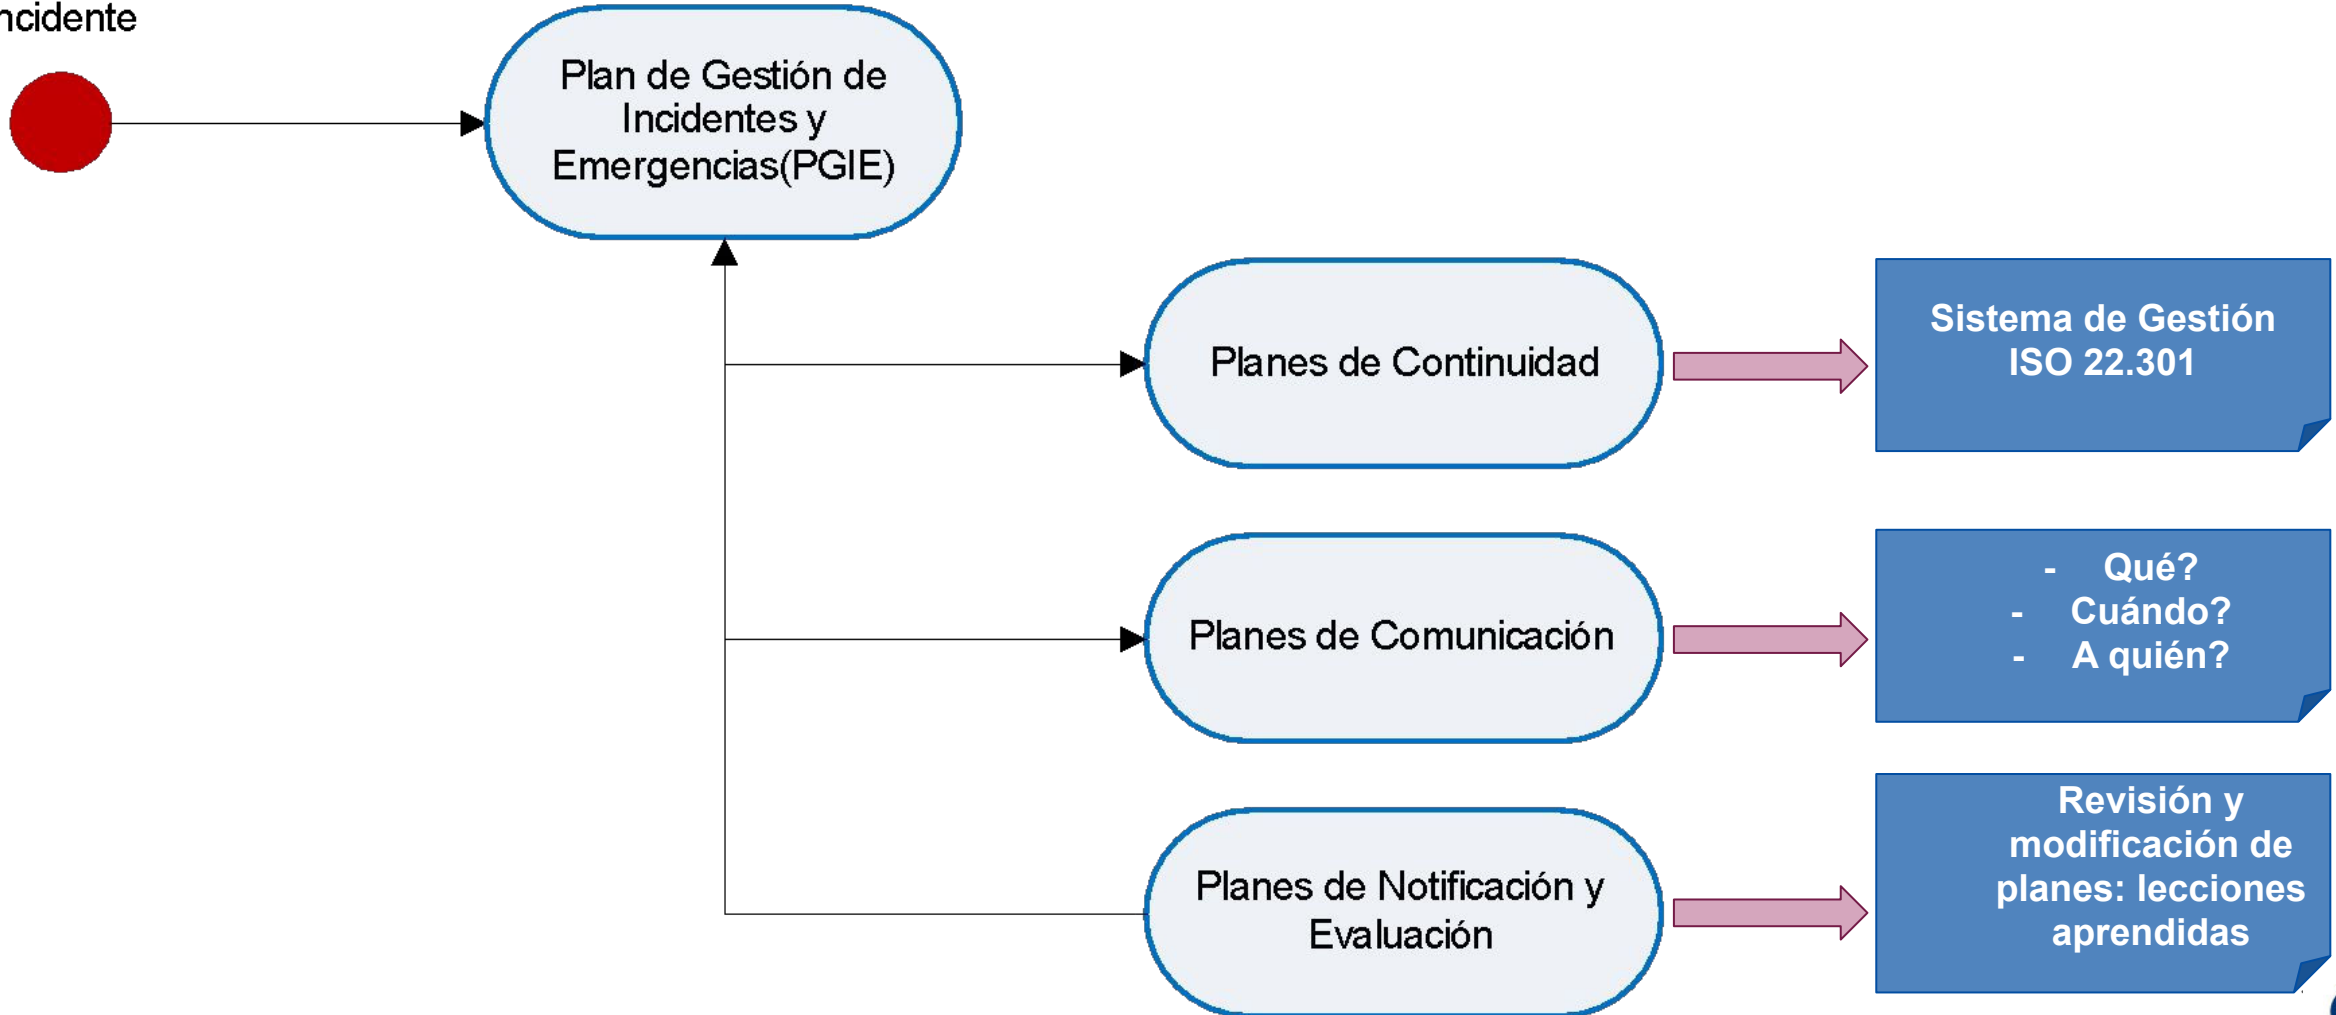 ncidente
Plan de Gestión de
Incidentes y
Emergencias(PGIE)
Planes de Continuidad
Sistema de Gestión
ISO 22.301
Planes de Comunicación
- Qué?
- Cuándo?
- A quién?
Planes de Notificación y
Evaluación
Revisión y
modificación de
planes: lecciones
aprendidas